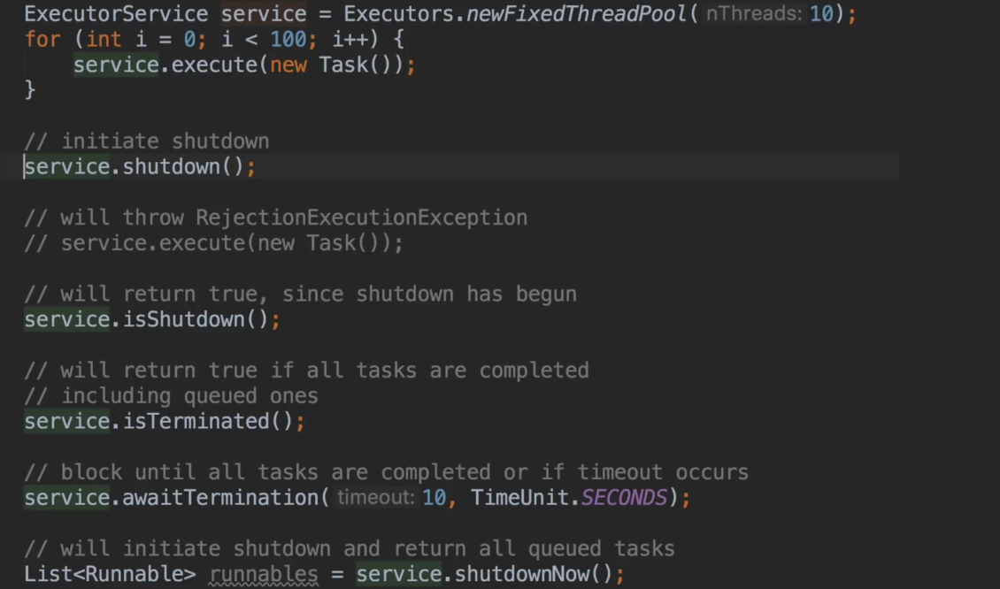 ExecutorService service = Executors.newFixedThreadPool( nThreads: 10);
for (int i = 0; i < 100; i++) {
    service.execute(new Task());
}
// initiate shutdown
service.shutdown();
// will throw RejectionExecutionException
// service.execute(new Task());
// will return true, since shutdown has begun
service.isShutdown();
// will return true if all tasks are completed
// including queued ones
service.isTerminated();
// block until all tasks are completed or if timeout occurs
service.awaitTermination( timeout: 10, TimeUnit.SECONDS);
// will initiate shutdown and return all queued tasks
List<Runnable> runnables = service.shutdownNow();